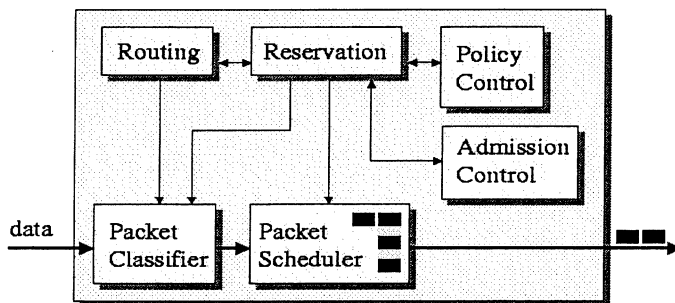 Routing
Reservation
Policy
Control
Admission
Control
data
Packet
Classifier
Packet
Scheduler